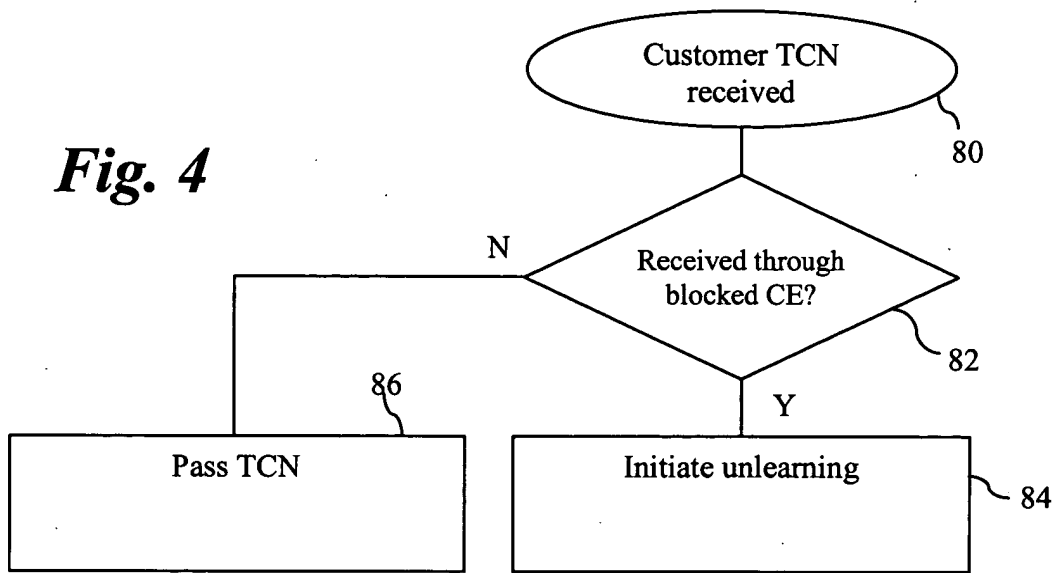 Customer TCN
received
80
Fig. 4
N
Received through
blocked CE?
82
86
Y
Pass TCN
Initiate unlearning
84